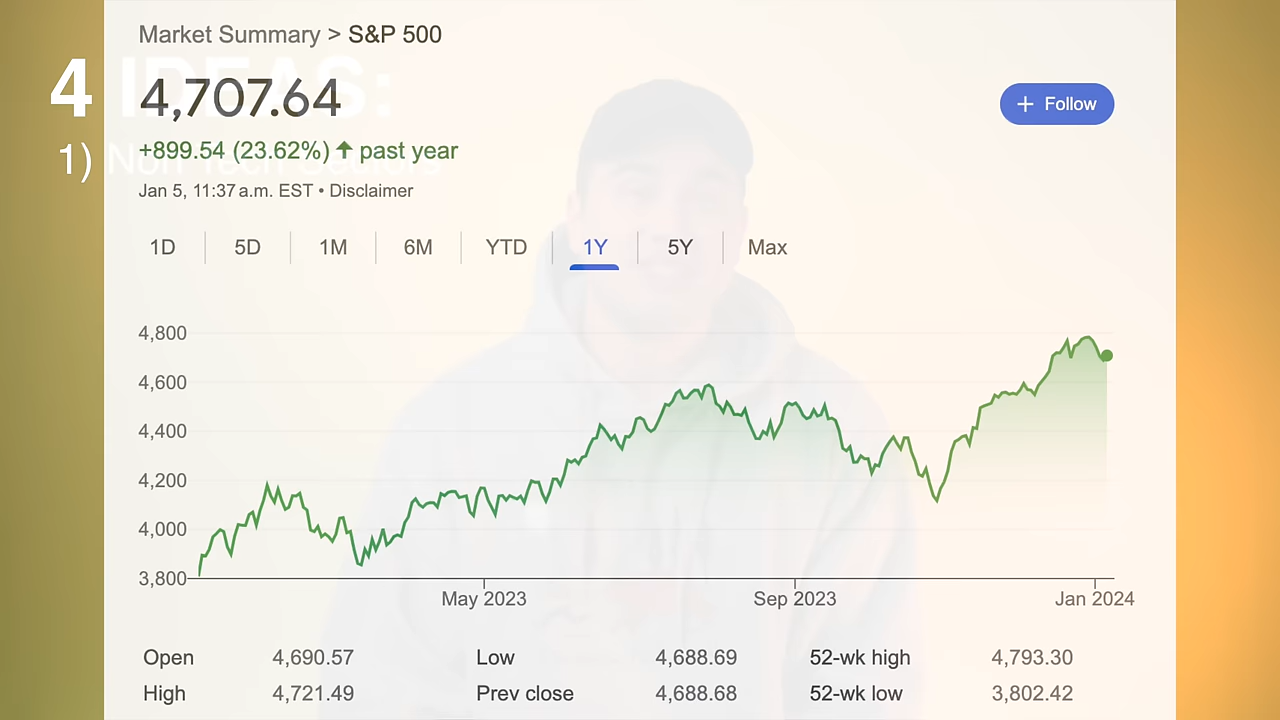 Market Summary > S&P 500
4 IDEAS:
4,707.64
+ Follow
+899.54 (23.62%) ↑ past year
1) Non-Tech Sectors
Jan 5, 11:37 a.m. EST • Disclaimer
1D 5D 1M 6M YTD 1Y 5Y Max
4,800
4,600
4,400
4,200
4,000
3,800
May 2023 Sep 2023 Jan 2024
Open 4,690.57 Low 4,688.69 52-wk high 4,793.30
High 4,721.49 Prev close 4,688.68 52-wk low 3,802.42